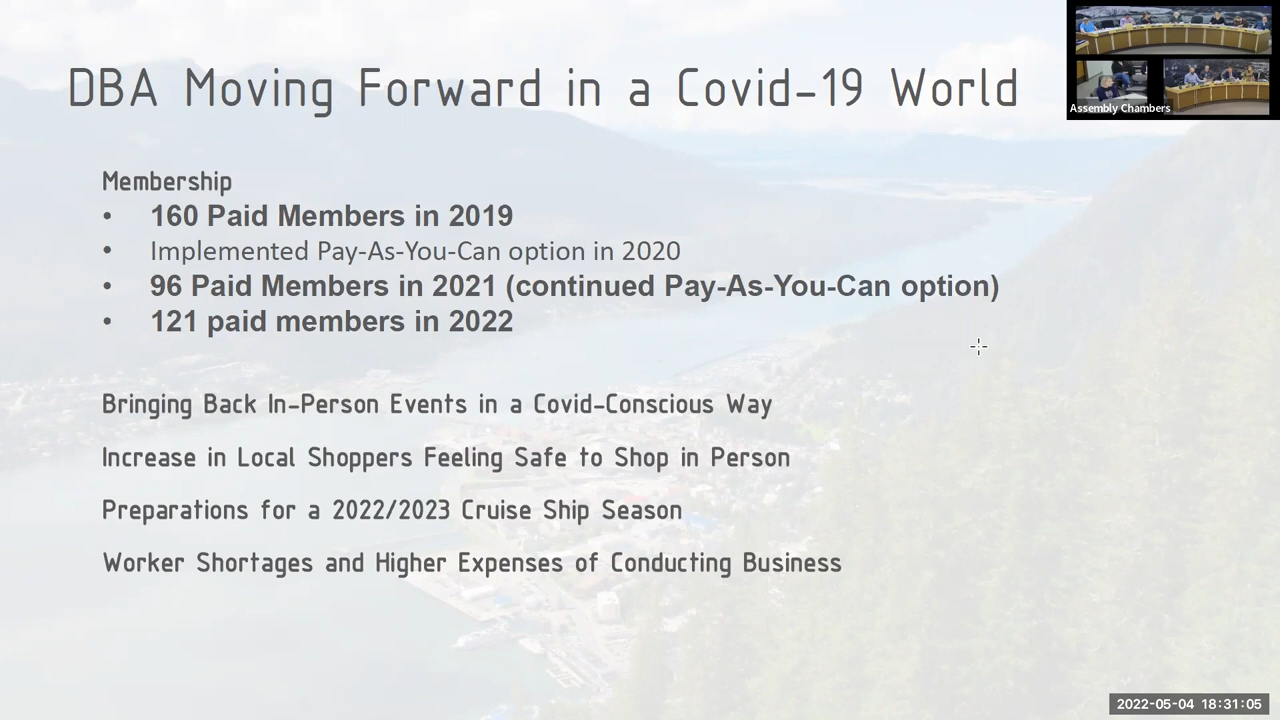 DBA Moving Forward in a Covid-19 World
Assembly Chambers
Membership
• 160 Paid Members in 2019
• Implemented Pay-As-You-Can option in 2020
• 96 Paid Members in 2021 (continued Pay-As-You-Can option)
• 121 paid members in 2022
Bringing Back In-Person Events in a Covid-Conscious Way
Increase in Local Shoppers Feeling Safe to Shop in Person
Preparations for a 2022/2023 Cruise Ship Season
Worker Shortages and Higher Expenses of Conducting Business
2022-05-04 18:31:05